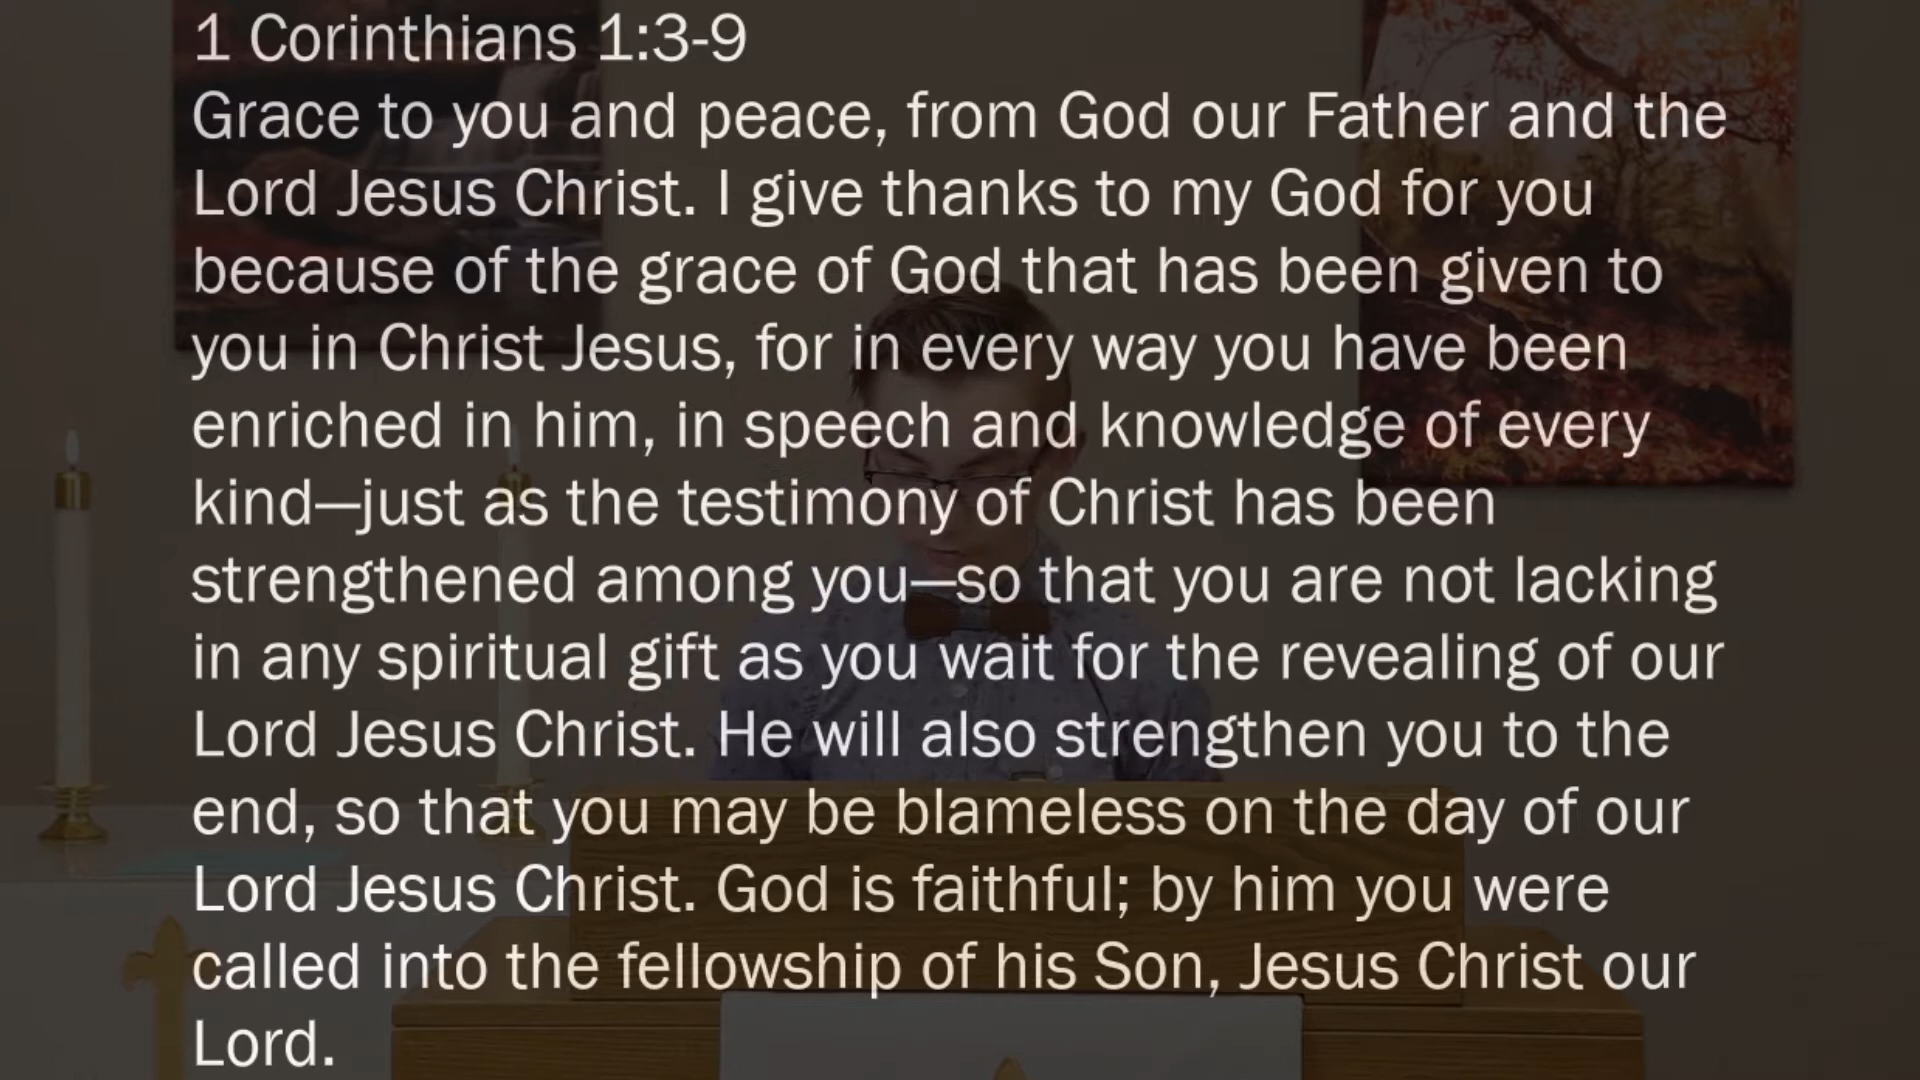 1 Corinthians 1:3-9
Grace to you and peace, from God our Father and the
Lord Jesus Christ. I give thanks to my God for you
because of the grace of God that has been given to
you in Christ Jesus, for in every way you have been
enriched in him, in speech and knowledge of every
kind—just as the testimony of Christ has been
strengthened among you—so that you are not lacking
in any spiritual gift as you wait for the revealing of our
Lord Jesus Christ. He will also strengthen you to the
end, so that you may be blameless on the day of our
Lord Jesus Christ. God is faithful; by him you were
called into the fellowship of his Son, Jesus Christ our
Lord.